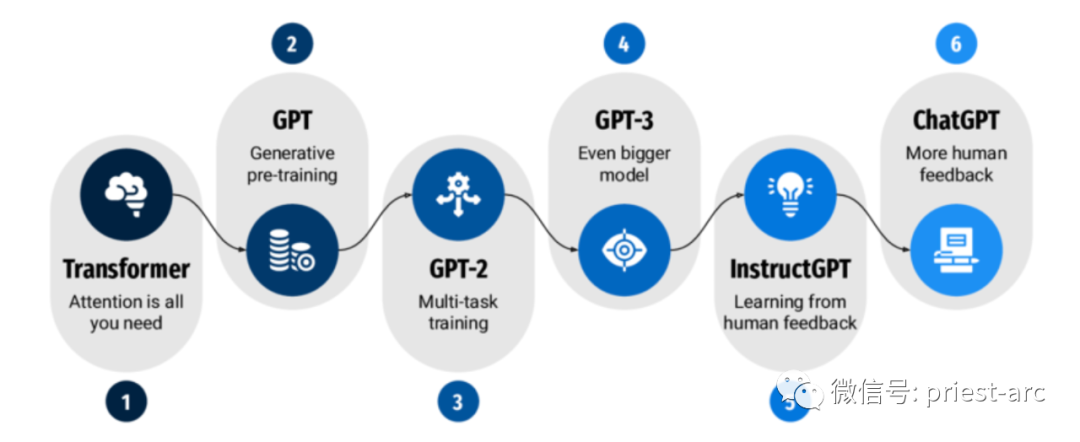 2
4
6
GPT
Generative
pre-training
GPT-3
Even bigger
model
ChatGPT
More human
feedback
Transformer
Attention is all
you need
GPT-2
Multi-task
training
InstructGPT
Learning from
human feedback
1
3
5
微信号: priest-arc